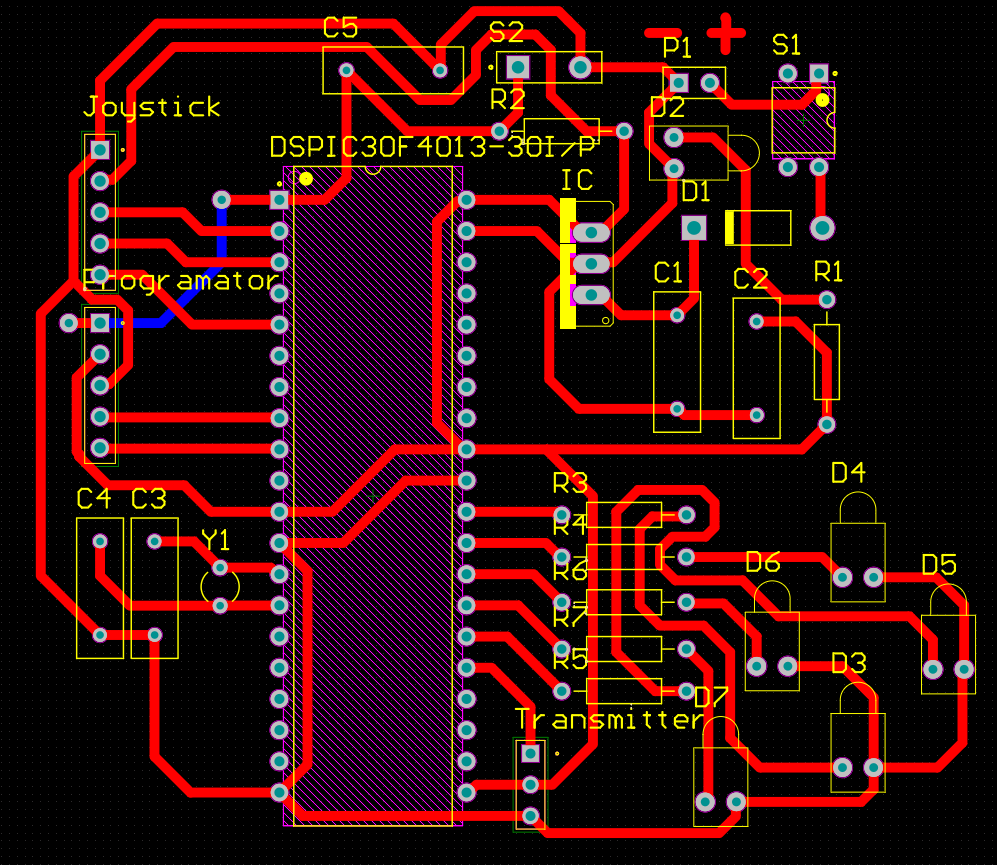 C5
S2
− +
P1
S1
Joystick
R2
D2
DSPIC30F4013-30I/P
IC
D1
Programator
C1
C2
R1
C4
C3
Y1
R3
R4
R6
R7
R5
D4
D6
D5
D3
D7
Transmitter